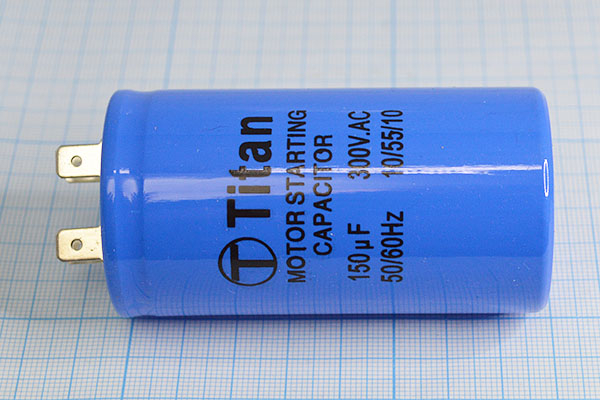 T Titan
MOTOR STARTING
CAPACITOR
150μF 300V.AC
50/60Hz 10/55/10